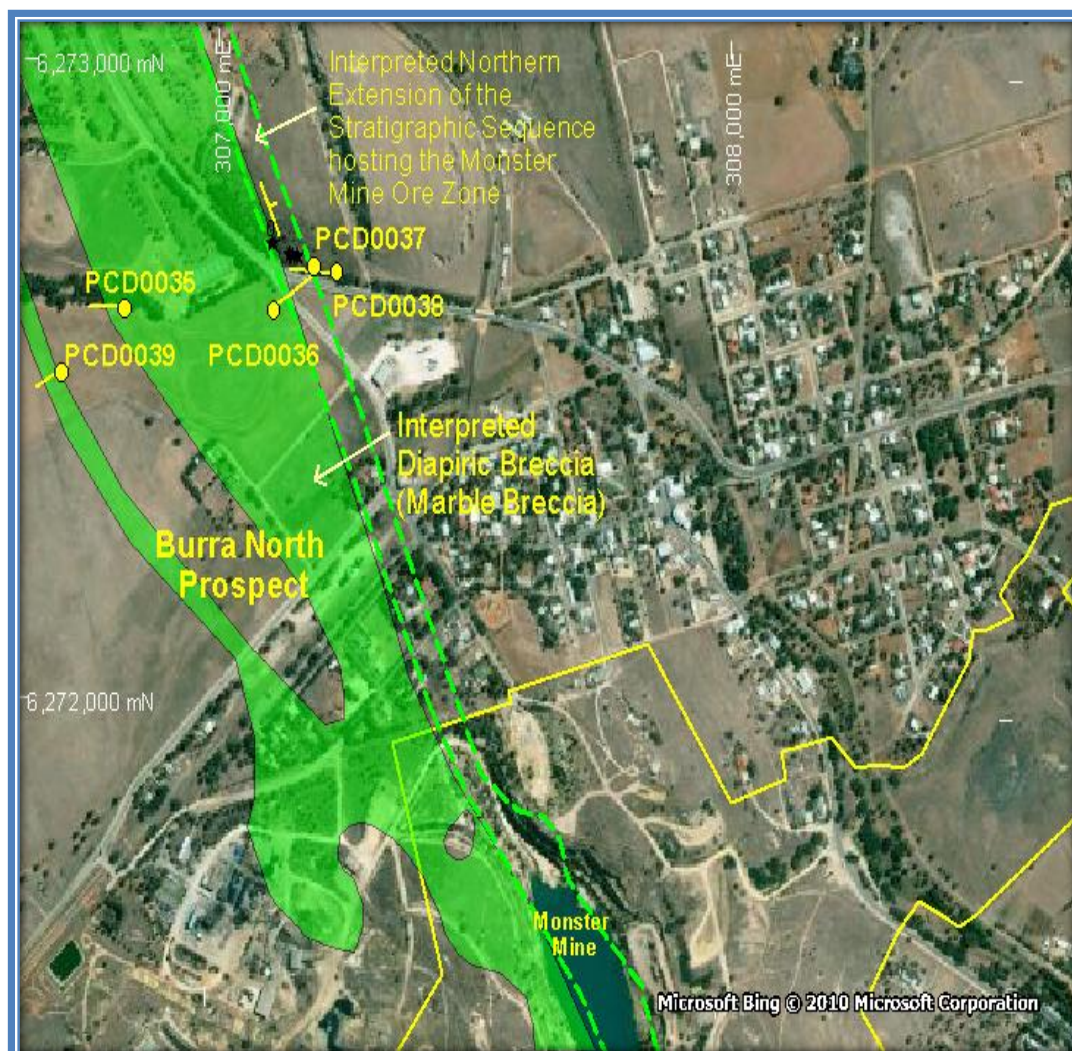 6,273,000 mN
307,000 mE
308,000 mE
Interpreted Northern
Extension of the
Stratigraphic Sequence
hosting the Monster
Mine Ore Zone
PCD0037
PCD0035
PCD0038
PCD0036
PCD0039
Interpreted
Diapiric Breccia
(Marble Breccia)
Burra North
Prospect
6,272,000 mN
Monster
Mine
Microsoft Bing © 2010 Microsoft Corporation